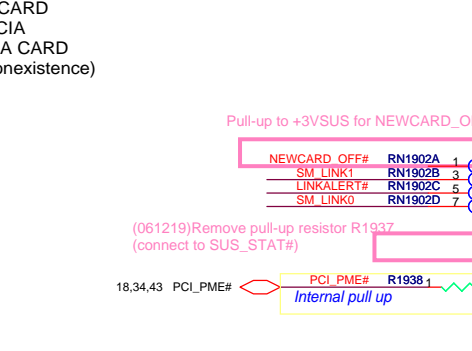 CARD
CIA
A CARD
onexistence)
Pull-up to +3VSUS for NEWCARD_O
NEWCARD_OFF# RN1902A 1
SM_LINK1 RN1902B 3
LINKALERT# RN1902C 5
SM_LINK0 RN1902D 7
(061219)Remove pull-up resistor R1937
(connect to SUS_STAT#)
18,34,43 PCI_PME# PCI_PME# R1938 1
Internal pull up